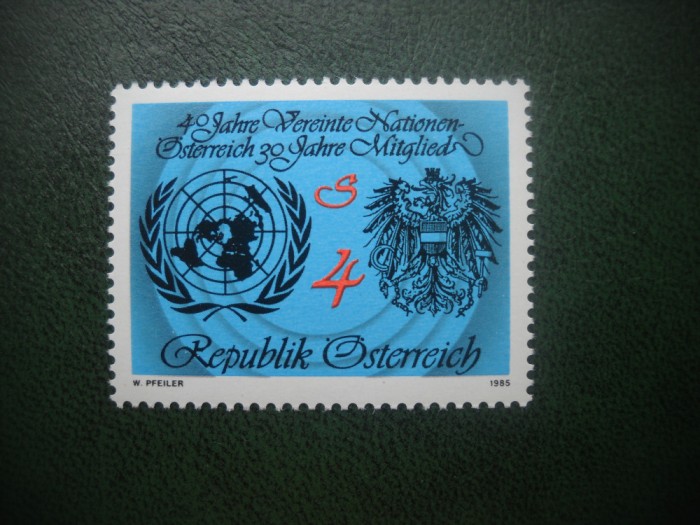 40 Jahre Vereinte Nationen-
Österreich 30 Jahre Mitglied
S
4
Republik Österreich
W. PFEILER
1985